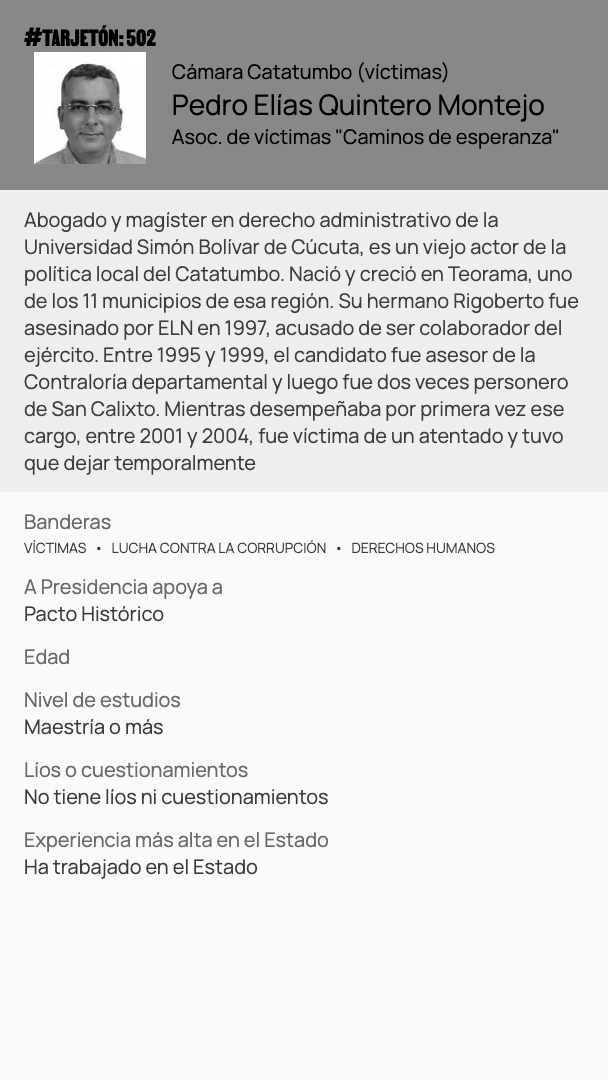 #TARJETÓN: 502
Cámara Catatumbo (víctimas)
Pedro Elías Quintero Montejo
Asoc. de víctimas "Caminos de esperanza"
Abogado y magíster en derecho administrativo de la
Universidad Simón Bolívar de Cúcuta, es un viejo actor de la
política local del Catatumbo. Nació y creció en Teorama, uno
de los 11 municipios de esa región. Su hermano Rigoberto fue
asesinado por ELN en 1997, acusado de ser colaborador del
ejército. Entre 1995 y 1999, el candidato fue asesor de la
Contraloría departamental y luego fue dos veces personero
de San Calixto. Mientras desempeñaba por primera vez ese
cargo, entre 2001 y 2004, fue víctima de un atentado y tuvo
que dejar temporalmente
Banderas
VÍCTIMAS • LUCHA CONTRA LA CORRUPCIÓN • DERECHOS HUMANOS
A Presidencia apoya a
Pacto Histórico
Edad
Nivel de estudios
Maestría o más
Líos o cuestionamientos
No tiene líos ni cuestionamientos
Experiencia más alta en el Estado
Ha trabajado en el Estado